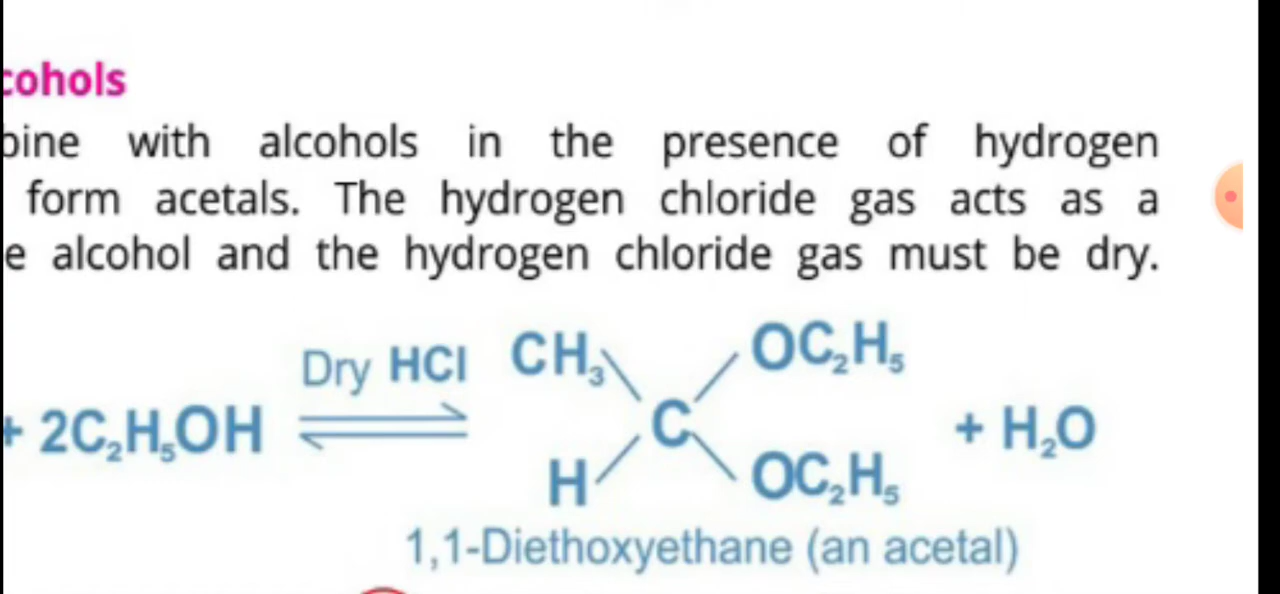 cohols
bine with alcohols in the presence of hydrogen
form acetals. The hydrogen chloride gas acts as a
e alcohol and the hydrogen chloride gas must be dry.
Dry HCl CH₃ OC₂H₅
+ 2C₂H₅OH ⇌ C + H₂O
H OC₂H₅
1,1-Diethoxyethane (an acetal)